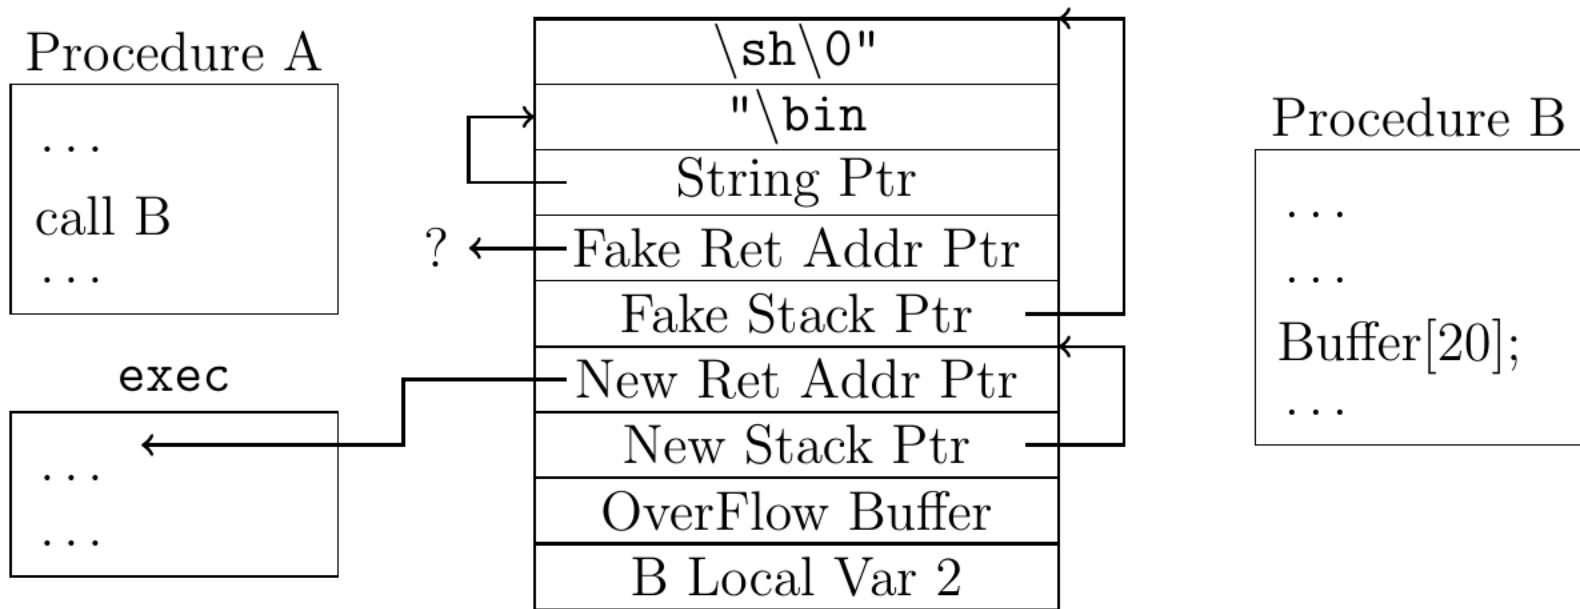 Procedure A
...
call B
...
exec
...
...
\sh\0"
"\bin
String Ptr
? Fake Ret Addr Ptr
Fake Stack Ptr
New Ret Addr Ptr
New Stack Ptr
OverFlow Buffer
B Local Var 2
Procedure B
...
...
Buffer[20];
...